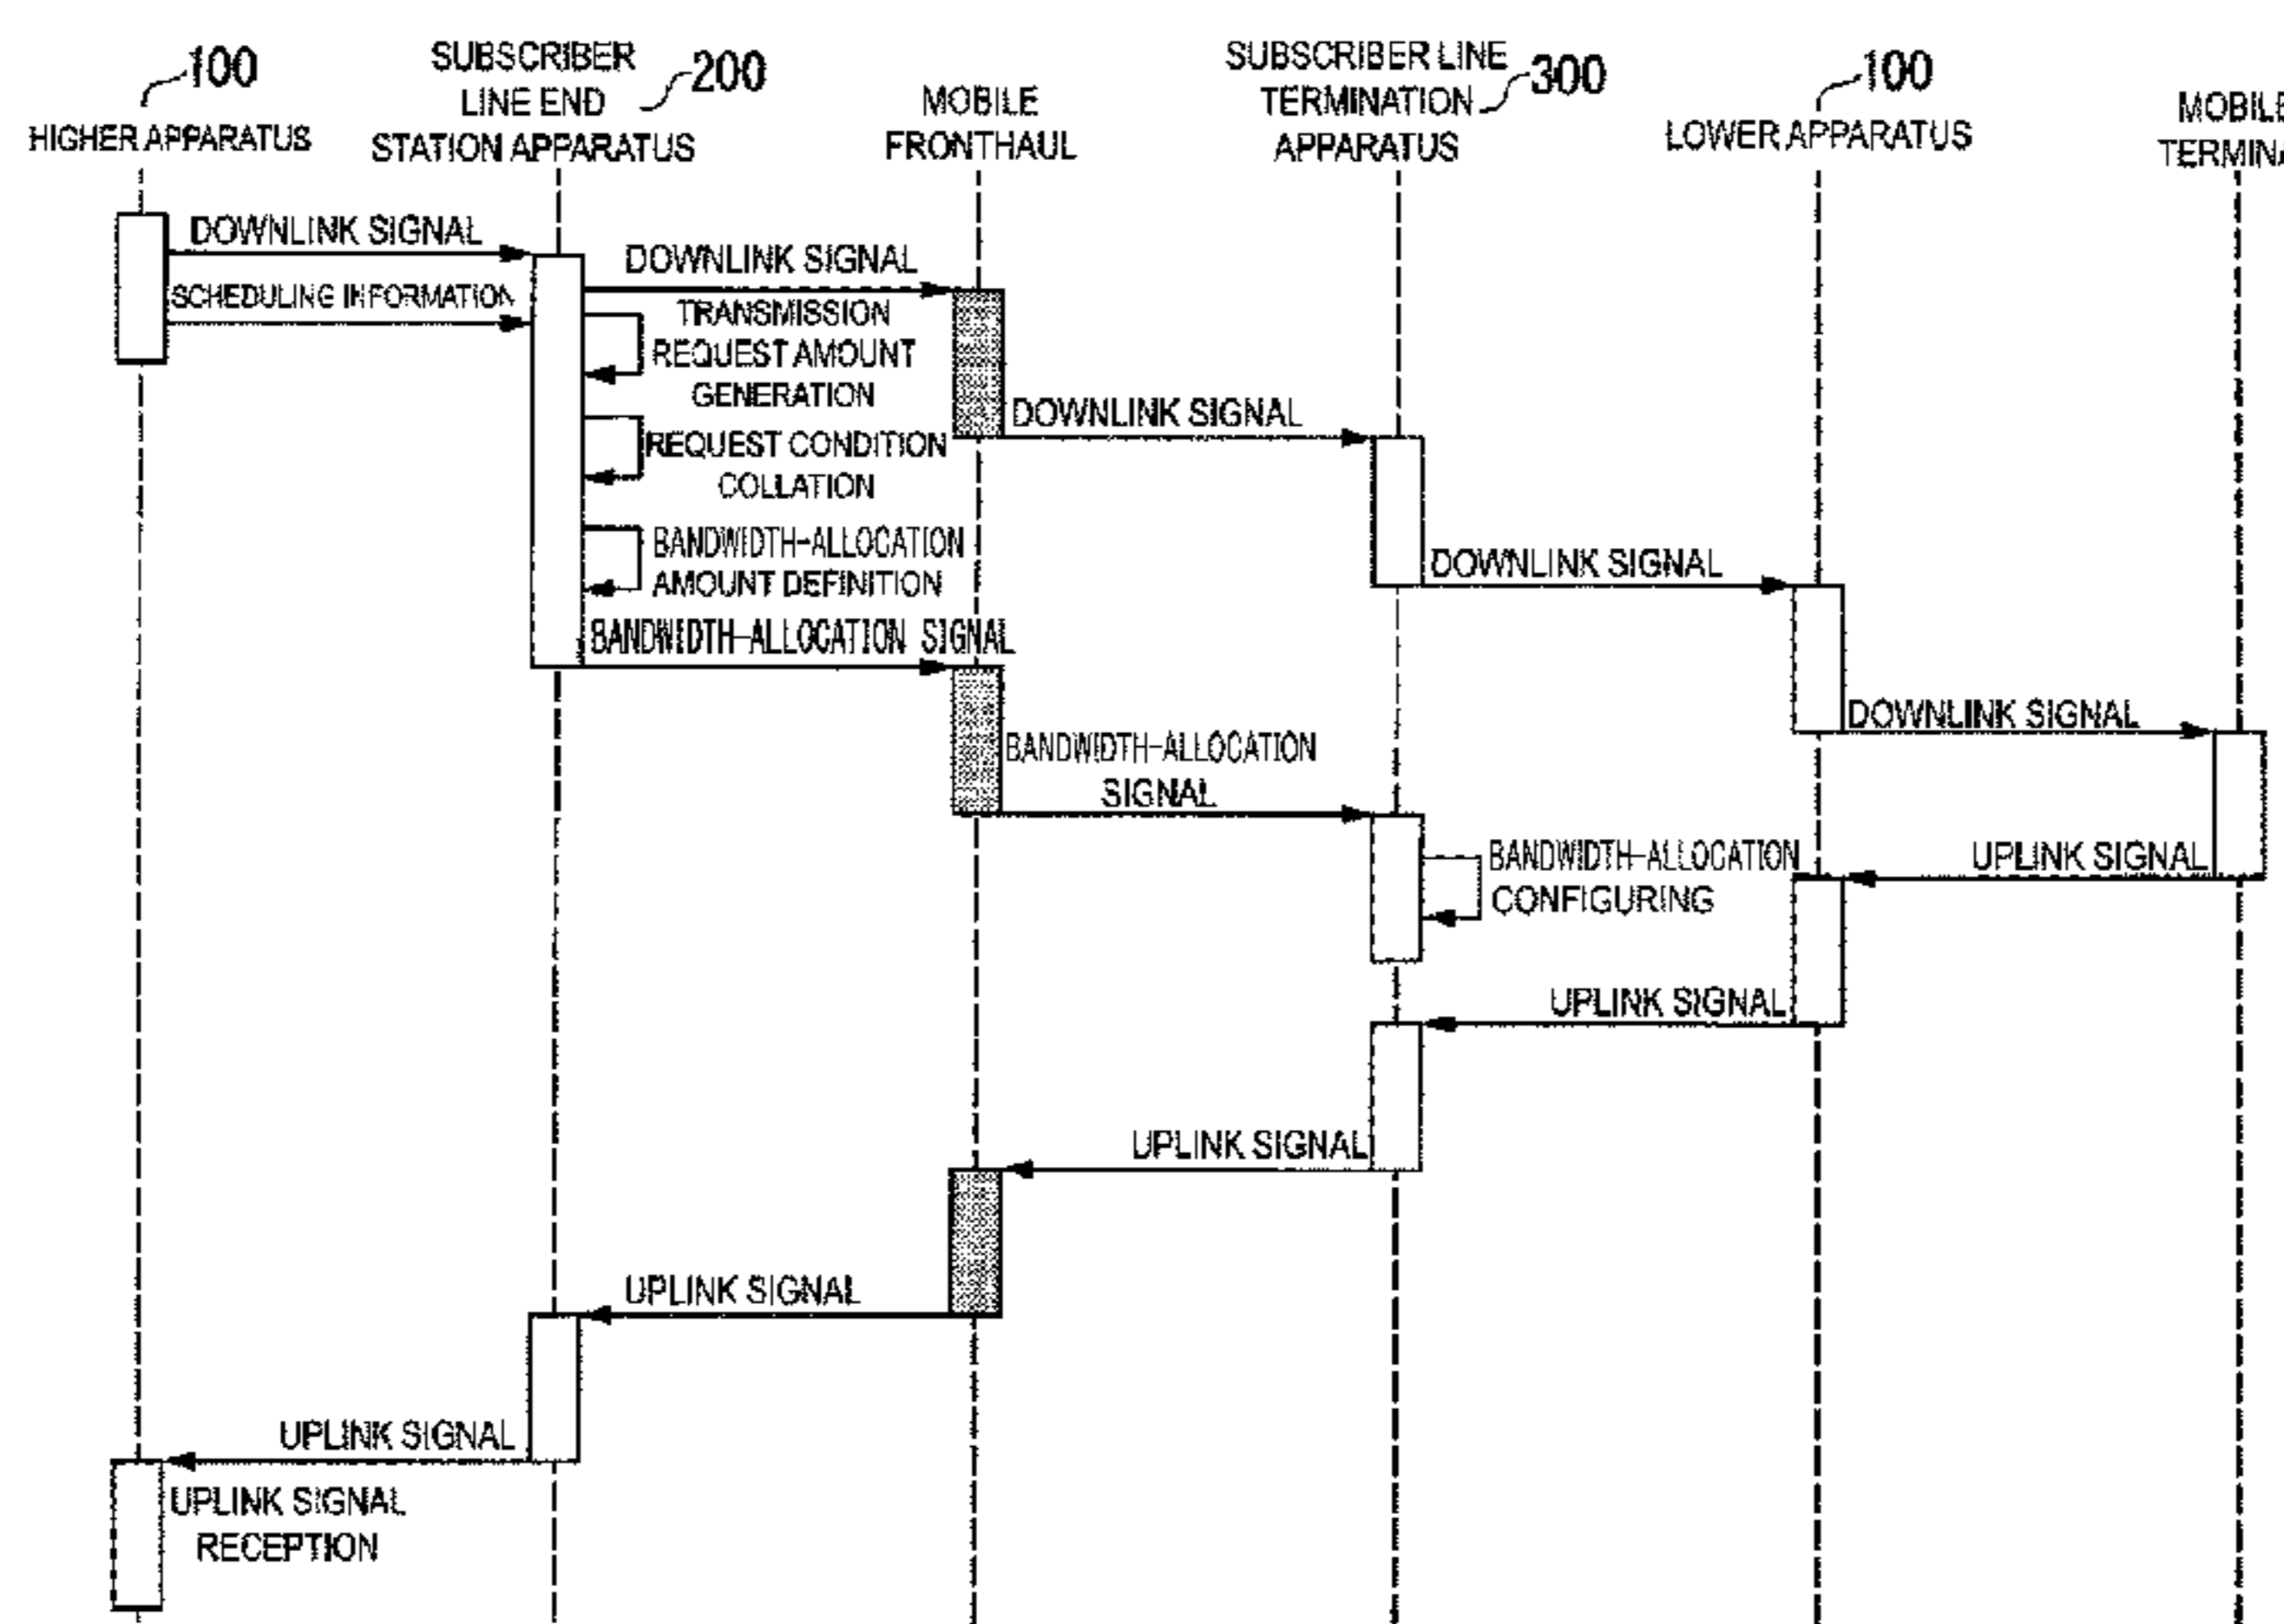 100
HIGHER APPARATUS
SUBSCRIBER
LINE END
STATION APPARATUS
200
MOBILE
FRONTHAUL
SUBSCRIBER LINE
TERMINATION
APPARATUS
300
100
LOWER APPARATUS
MOBILE
TERMINA
DOWNLINK SIGNAL
SCHEDULING INFORMATION
DOWNLINK SIGNAL
TRANSMISSION
REQUEST AMOUNT
GENERATION
DOWNLINK SIGNAL
REQUEST CONDITION
COLLATION
BANDWIDTH-ALLOCATION
AMOUNT DEFINITION
DOWNLINK SIGNAL
BANDWIDTH-ALLOCATION SIGNAL
DOWNLINK SIGNAL
BANDWIDTH-ALLOCATION
SIGNAL
BANDWIDTH-ALLOCATION
CONFIGURING
UPLINK SIGNAL
UPLINK SIGNAL
UPLINK SIGNAL
UPLINK SIGNAL
UPLINK SIGNAL
UPLINK SIGNAL
RECEPTION